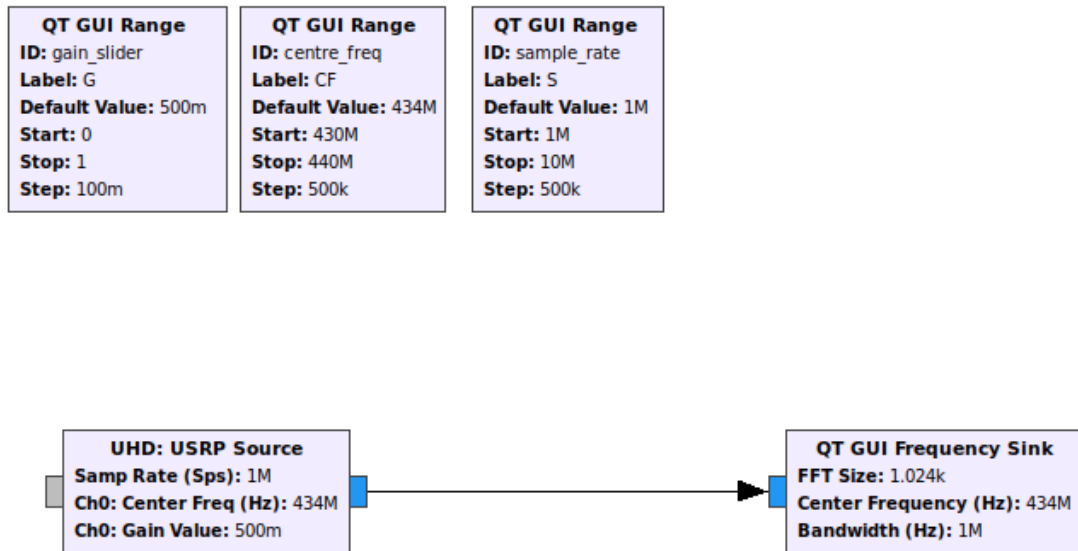 QT GUI Range
ID: gain_slider
Label: G
Default Value: 500m
Start: 0
Stop: 1
Step: 100m
QT GUI Range
ID: centre_freq
Label: CF
Default Value: 434M
Start: 430M
Stop: 440M
Step: 500k
QT GUI Range
ID: sample_rate
Label: S
Default Value: 1M
Start: 1M
Stop: 10M
Step: 500k
UHD: USRP Source
Samp Rate (Sps): 1M
Ch0: Center Freq (Hz): 434M
Ch0: Gain Value: 500m
QT GUI Frequency Sink
FFT Size: 1.024k
Center Frequency (Hz): 434M
Bandwidth (Hz): 1M